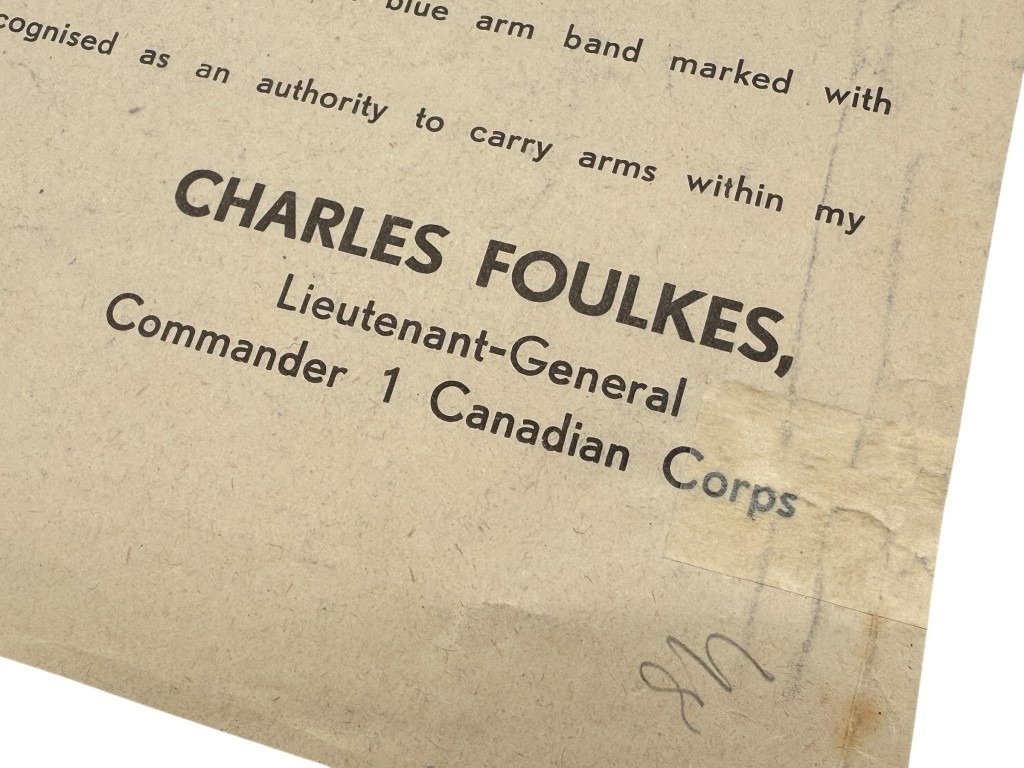 blue arm band marked with
cognised as an authority to carry arms within my
CHARLES FOULKES,
Lieutenant-General
Commander 1 Canadian Corps